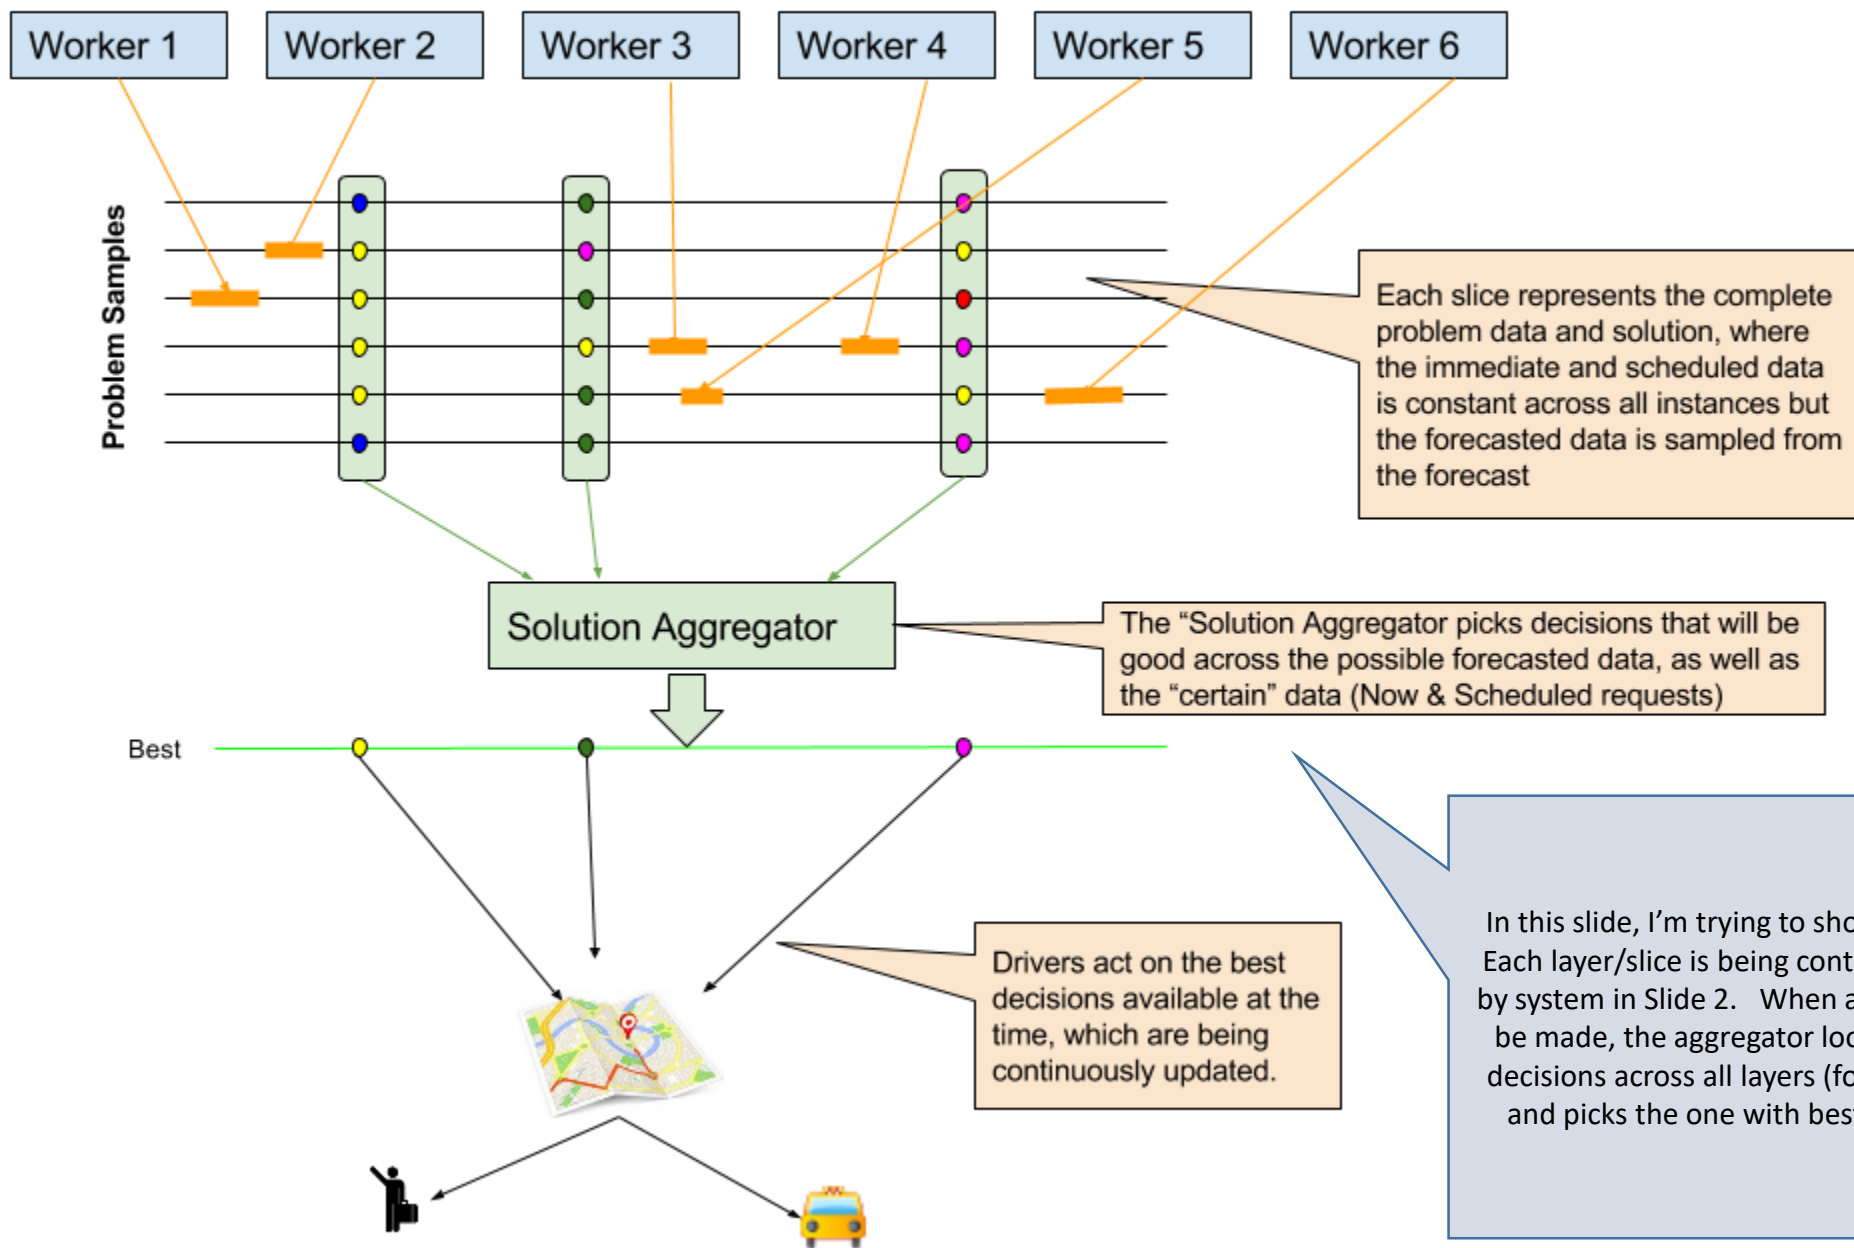 Worker 1
Worker 2
Worker 3
Worker 4
Worker 5
Worker 6
Problem Samples
Each slice represents the complete
problem data and solution, where
the immediate and scheduled data
is constant across all instances but
the forecasted data is sampled from
the forecast
Solution Aggregator
The “Solution Aggregator picks decisions that will be
good across the possible forecasted data, as well as
the “certain” data (Now & Scheduled requests)
Best
Drivers act on the best
decisions available at the
time, which are being
continuously updated.
In this slide, I’m trying to
Each layer/slice is being
by system in Slide 2. When
be made, the aggregator
decisions across all layers
and picks the one with